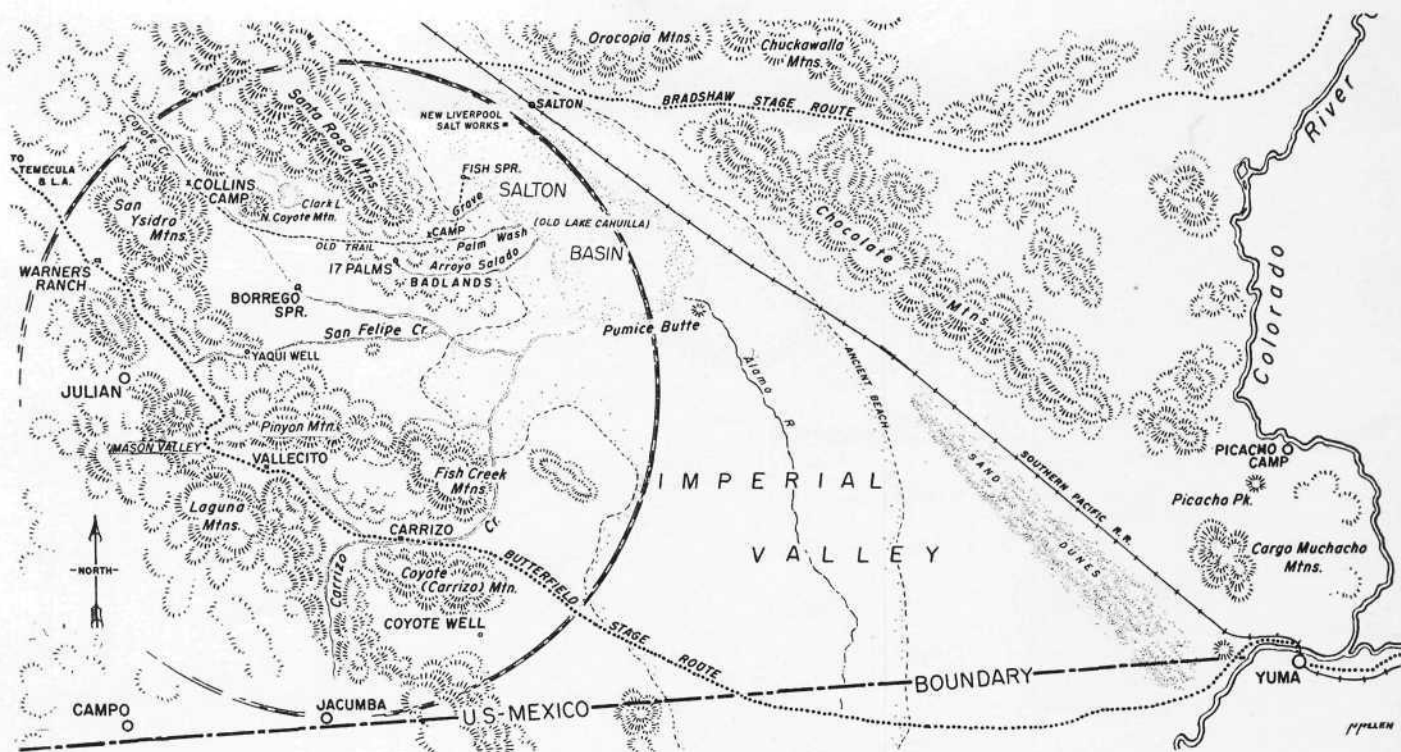 Orocopia Mtns.
Chuckawalla
Mtns.
BRADSHAW STAGE ROUTE
SALTON
NEW LIVERPOOL
SALT WORKS
Santa Rosa Mtns.
Coyote Cr.
TO
TEMECULA
& L.A.
COLLINS
CAMP
San
Ysidro
Mtns.
Clark L.
N. Coyote Mtn.
FISH SPR.
SALTON
Grave
CAMP
(OLD LAKE CAHUILLA)
OLD TRAIL
Palm Wash
17 PALMS
Arroyo Salado
BADLANDS
BASIN
WARNER'S
RANCH
BORREGO
SPR.
San Felipe Cr.
YAQUI WELL
Pumice Butte
JULIAN
MASON VALLEY
Pinyon Mtn.
VALLECITO
Fish Creek
Mtns.
Laguna
Mtns.
CARRIZO
Carrizo
Cr.
Coyote
(Carrizo) Mtn.
COYOTE WELL
BUTTERFIELD
STAGE
ROUTE
-NORTH-
CAMPO
JACUMBA
U.S.-MEXICO
BOUNDARY
Chocolate
Mtns.
Alamo R.
ANCIENT BEACH
IMPERIAL
VALLEY
SAND
DUNES
SOUTHERN PACIFIC R.R.
Colorado
River
PICACHO
CAMP
Picacho Pk.
Cargo Muchacho
Mtns.
YUMA